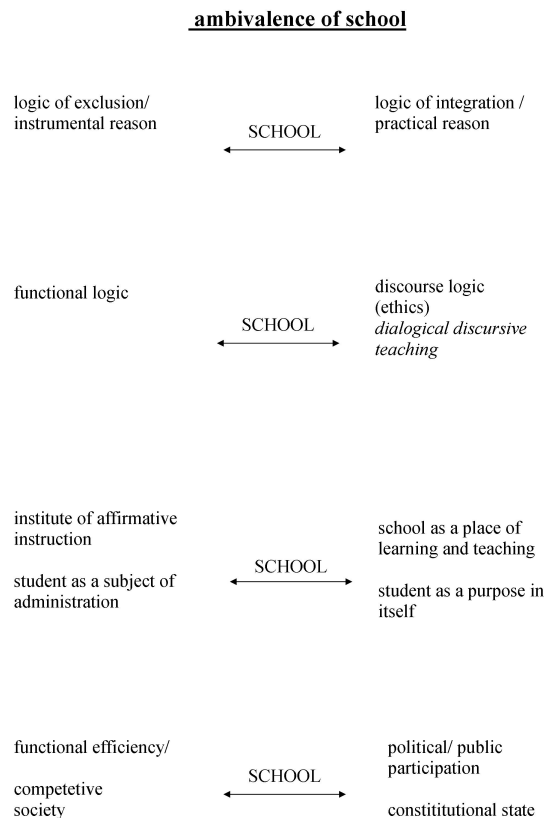 ambivalence of school
logic of exclusion/
instrumental reason
SCHOOL
logic of integration /
practical reason
functional logic
SCHOOL
discourse logic
(ethics)
dialogical discursive
teaching
institute of affirmative
instruction
student as a subject of
administration
SCHOOL
school as a place of
learning and teaching
student as a purpose in
itself
functional efficiency/
competetive
society
SCHOOL
political/ public
participation
constititutional state